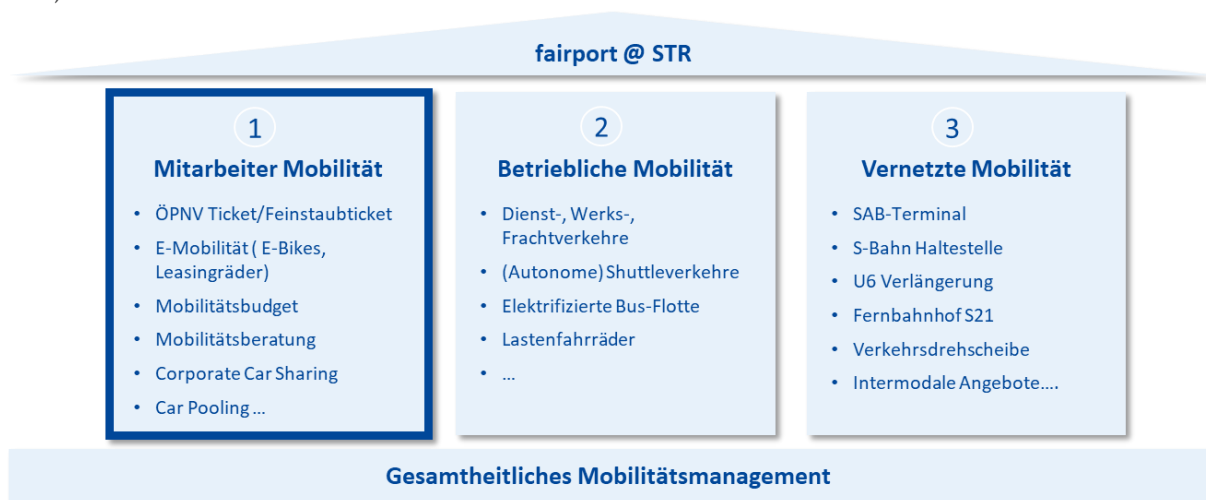 fairport @ STR
1
Mitarbeiter Mobilität
• ÖPNV Ticket/Feinstaubticket
• E-Mobilität ( E-Bikes,
Leasingräder)
• Mobilitätsbudget
• Mobilitätsberatung
• Corporate Car Sharing
• Car Pooling ...
2
Betriebliche Mobilität
• Dienst-, Werks-,
Frachtverkehre
• (Autonome) Shuttleverkehre
• Elektrifizierte Bus-Flotte
• Lastenfahrräder
• ...
3
Vernetzte Mobilität
• SAB-Terminal
• S-Bahn Haltestelle
• U6 Verlängerung
• Fernbahnhof S21
• Verkehrsdrehscheibe
• Intermodale Angebote....
Gesamtheitliches Mobilitätsmanagement